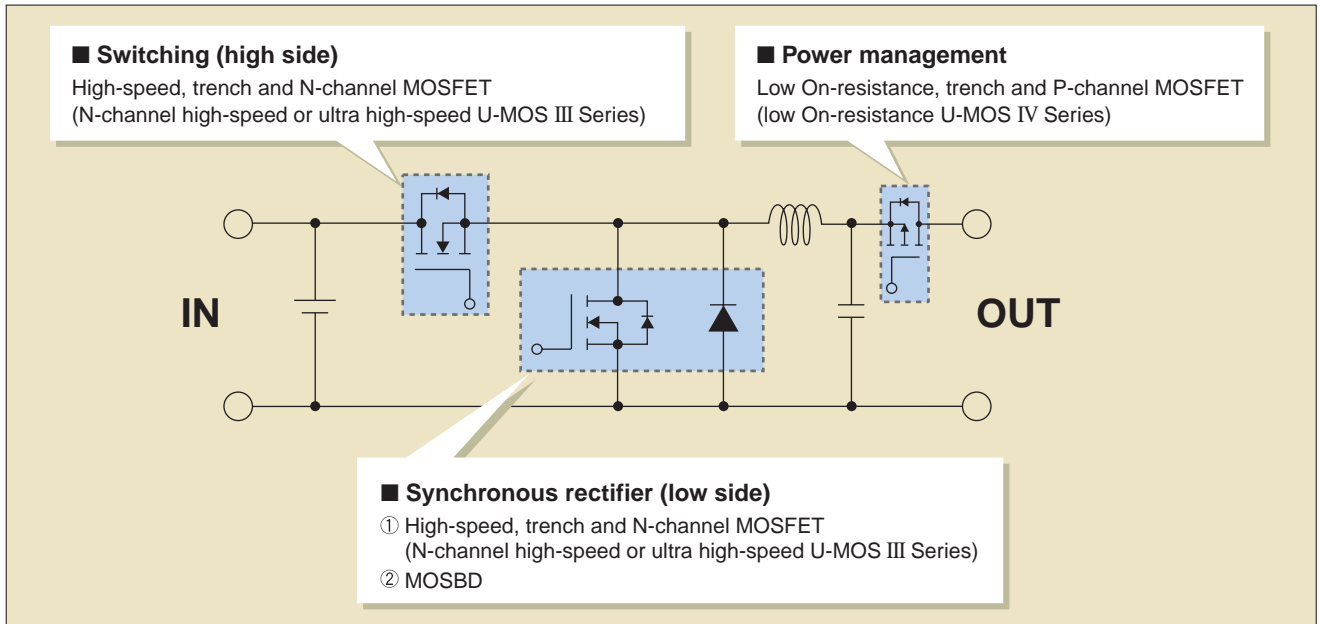 ■ Switching (high side)
High-speed, trench and N-channel MOSFET
(N-channel high-speed or ultra high-speed U-MOS III Series)
■ Power management
Low On-resistance, trench and P-channel MOSFET
(low On-resistance U-MOS IV Series)
IN
OUT
■ Synchronous rectifier (low side)
① High-speed, trench and N-channel MOSFET
(N-channel high-speed or ultra high-speed U-MOS III Series)
② MOSBD